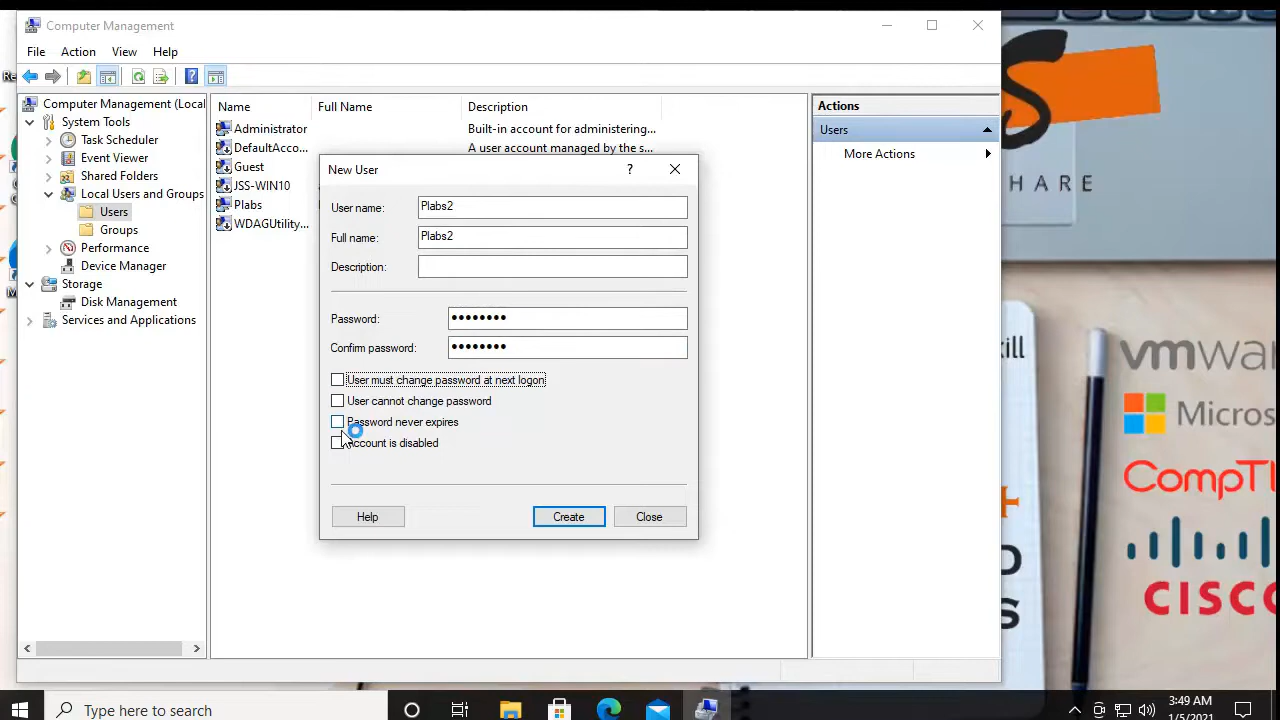 Computer Management
File Action View Help
Computer Management (Local
System Tools
Task Scheduler
Event Viewer
Shared Folders
Local Users and Groups
Users
Groups
Performance
Device Manager
Storage
Disk Management
Services and Applications
Name Full Name Description
Administrator Built-in account for administering...
DefaultAcco... A user account managed by the s...
Guest
JSS-WIN10
Plabs
WDAGUtility...
New User
User name: Plabs2
Full name: Plabs2
Description:
Password: ••••••••
Confirm password: ••••••••
User must change password at next logon
User cannot change password
Password never expires
Account is disabled
Help Create Close
Actions
Users
More Actions
S
HARE
kill
vmwar
Micros
CompTI
CISCO
Type here to search
3:49 AM
1/5/2021